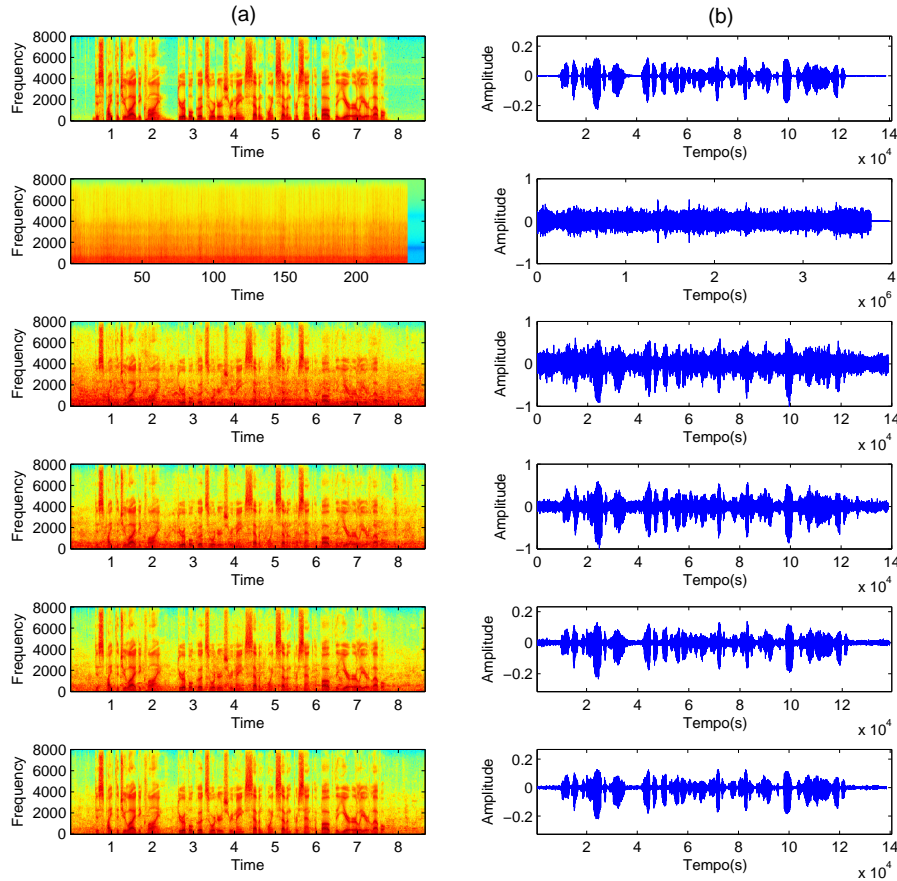 (a)
(b)
8000
6000
4000
2000
0
Frequency
1 2 3 4 5 6 7 8
Time
0.2
0
−0.2
Amplitude
2 4 6 8 10 12 14
x 10^4
Tempo(s)
8000
6000
4000
2000
0
Frequency
50 100 150 200
Time
1
0
−1
Amplitude
0 1 2 3 4
x 10^6
Tempo(s)
8000
6000
4000
2000
0
Frequency
1 2 3 4 5 6 7 8
Time
1
0
−1
Amplitude
0 2 4 6 8 10 12 14
x 10^4
Tempo(s)
8000
6000
4000
2000
0
Frequency
1 2 3 4 5 6 7 8
Time
1
0
−1
Amplitude
0 2 4 6 8 10 12 14
x 10^4
Tempo(s)
8000
6000
4000
2000
0
Frequency
1 2 3 4 5 6 7 8
Time
0.2
0
−0.2
Amplitude
2 4 6 8 10 12 14
x 10^4
Tempo(s)
8000
6000
4000
2000
0
Frequency
1 2 3 4 5 6 7 8
Time
0.2
0
−0.2
Amplitude
2 4 6 8 10 12 14
x 10^4
Tempo(s)